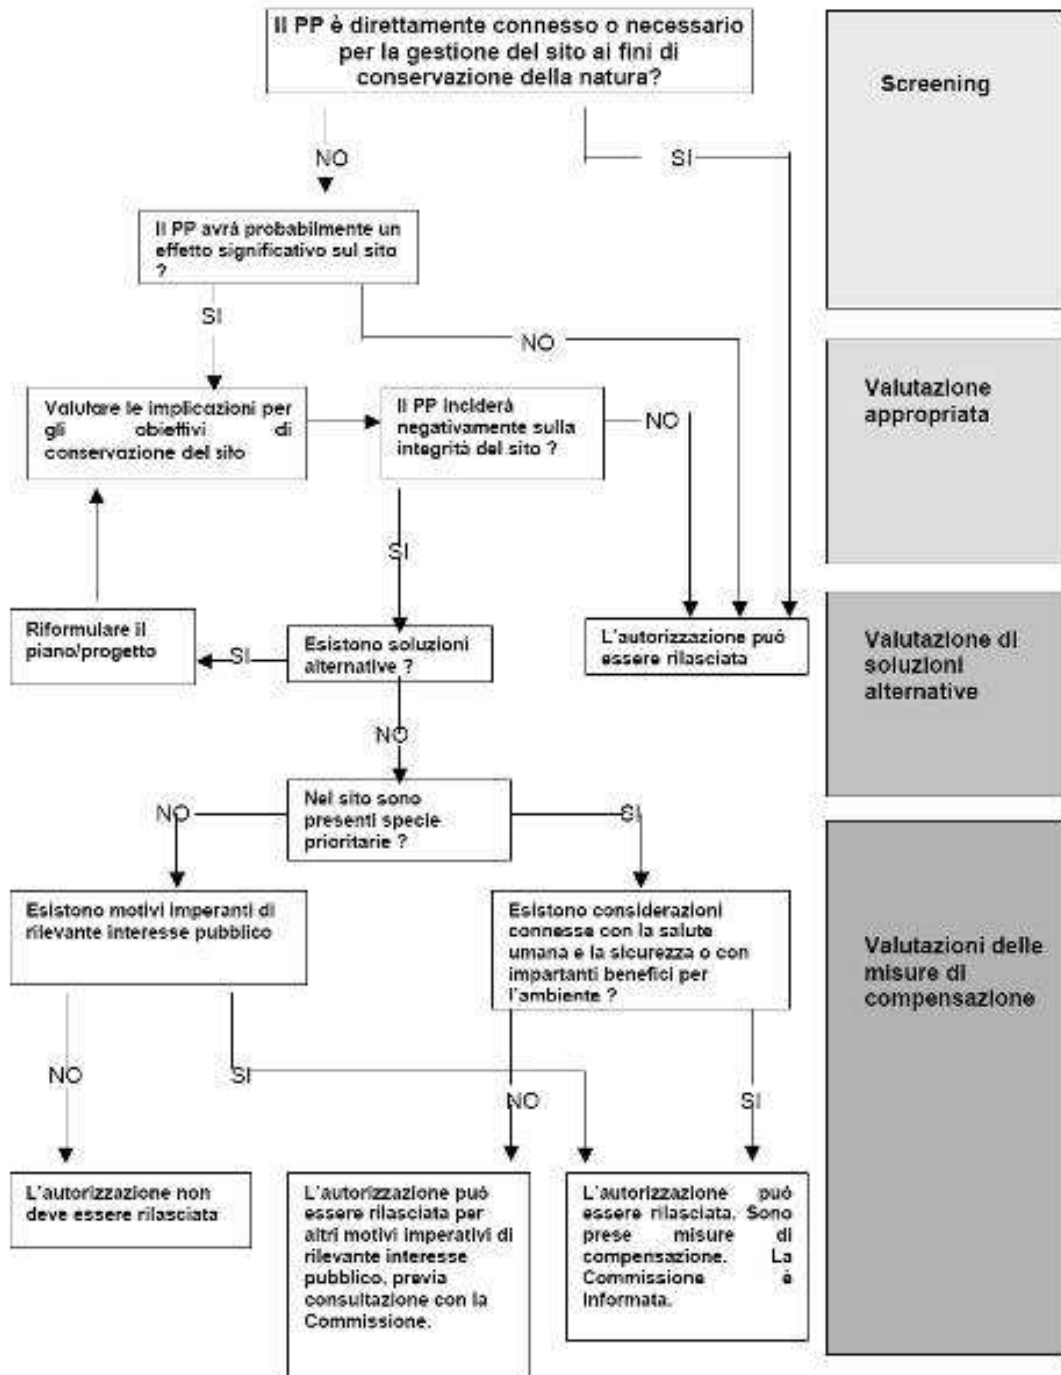 Il PP è direttamente connesso o necessario
per la gestione del sito ai fini di
conservazione della natura?
Screening
NO
SI
Il PP avrá probabilmente un
effetto significativo sul sito
?
SI
NO
Valutazione
appropriata
Valutare le implicazioni per
gli obiettivi di
conservazione del sito
Il PP inciderá
negativamente sulla
integritá del sito ?
NO
SI
Riformulare il
piano/progetto
SI
Esistono soluzioni
alternative ?
L'autorizzazione puó
essere rilasciata
Valutazione di
soluzioni
alternative
NO
NO
Nel sito sono
presenti specie
prioritarie ?
SI
Esistono motivi imperanti di
rilevante interesse pubblico
Esistono considerazioni
connesse con la salute
umana e la sicurezza o con
impartanti benefici per
l'ambiente ?
Valutazioni delle
misure di
compensazione
NO
SI
NO
SI
L'autorizzazione non
deve essere rilasciata
L'autorizzazione puó
essere rilasciata per
altri motivi imperativi di
rilevante interesse
pubblico, previa
consultazione con la
Commissione.
L'autorizzazione puó
essere rilasciata. Sono
prese misure di
compensazione. La
Commissione é
Informata.